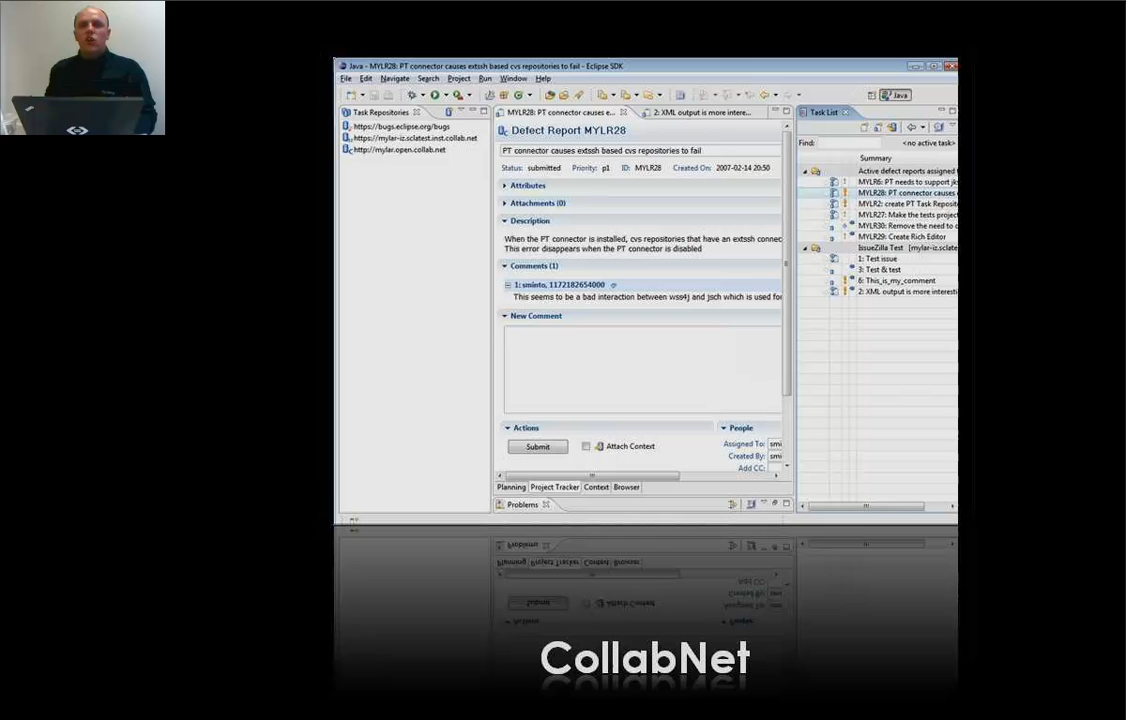 Java - MYLR28: PT connector causes extssh based cvs repositories to fail - Eclipse SDK
File Edit Navigate Search Project Run Window Help
Java
Task Repositories
https://bugs.eclipse.org/bugs
https://mylar-iz.sclatest.inst.collab.net
http://mylar.open.collab.net
MYLR28: PT connector causes e...
2: XML output is more intere...
Defect Report MYLR28
PT connector causes extssh based cvs repositories to fail
Status: submitted Priority: p1 ID: MYLR28 Created On: 2007-02-14 20:50
Attributes
Attachments (0)
Description
When the PT connector is installed, cvs repositories that have an extssh connec
This error disappears when the PT connector is disabled
Comments (1)
1: sminto, 1172182654000
This seems to be a bad interaction between wss4j and jsch which is used for
New Comment
Actions
People
Submit
Attach Context
Assigned To: smi
Created By: smi
Add CC:
Planning Project Tracker Context Browser
Problems
Task List
Find:
<no active task>
Summary
Active defect reports assigned t
MYLR6: PT needs to support jk
MYLR28: PT connector causes
MYLR2: create PT Task Reposit
MYLR27: Make the tests projec
MYLR30: Remove the need to c
MYLR29: Create Rich Editor
IssueZilla Test [mylar-iz.sclate
1: Test issue
3: Test & test
6: This_is_my_comment
2: XML output is more interesti
CollabNet